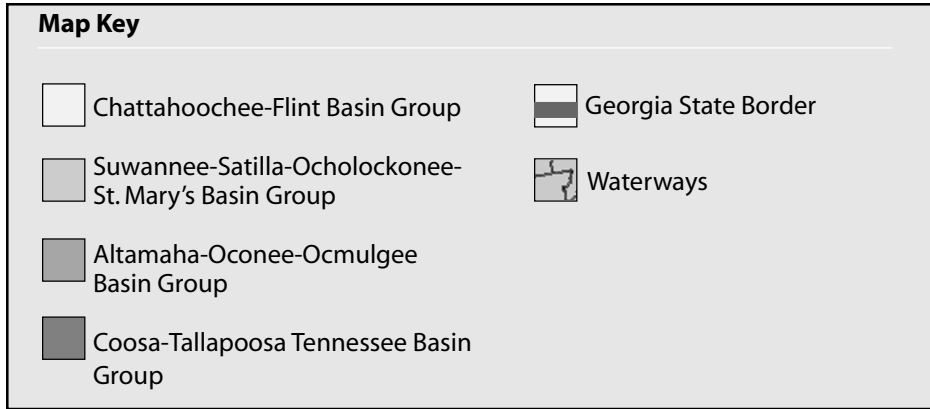 Map Key
Chattahoochee-Flint Basin Group
Suwannee-Satilla-Ocholockonee-
St. Mary's Basin Group
Altamaha-Oconee-Ocmulgee
Basin Group
Coosa-Tallapoosa Tennessee Basin
Group
Georgia State Border
Waterways